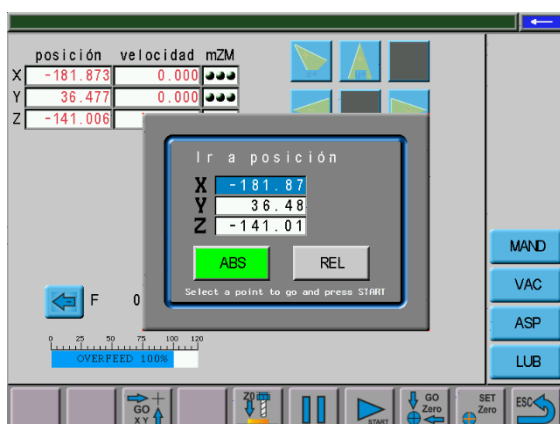 posición velocidad mZM
X -181.873 0.000
Y 36.477 0.000
Z -141.006
Ir a posición
X -181.87
Y 36.48
Z -141.01
ABS REL
Select a point to go and press START
MAND
VAC
ASP
LUB
F 0
0 25 50 75 100 120
OVERFEED 100%
GO
X Y
Z0
START
GO
Zero
SET
Zero
ESC